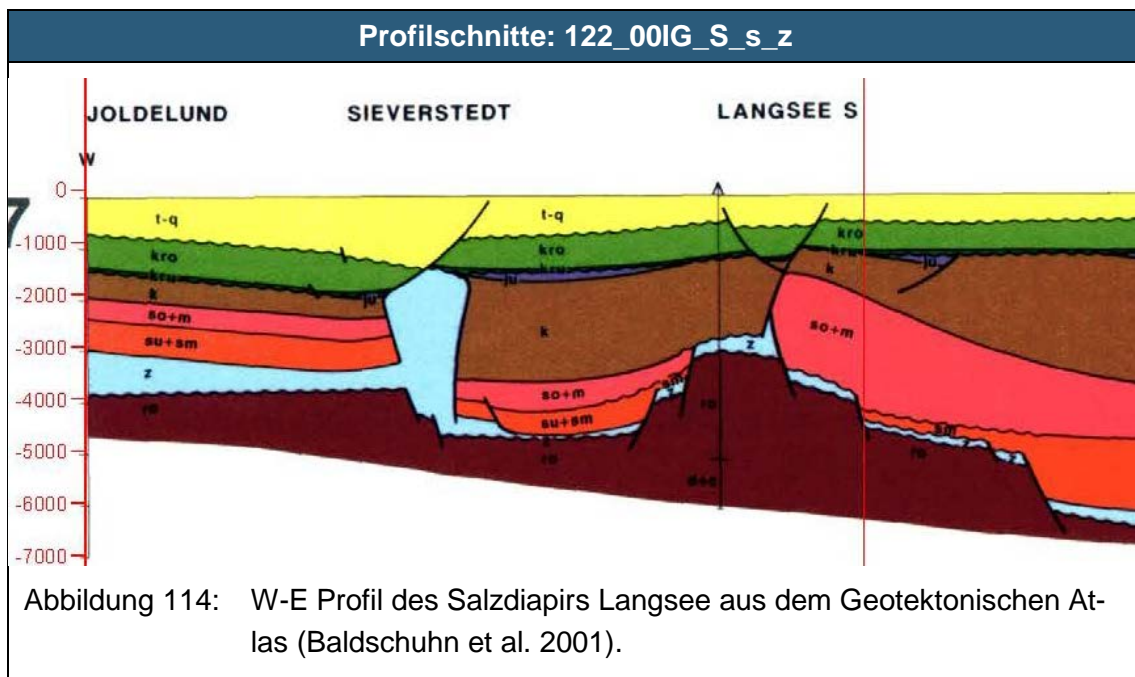 Profilschnitte: 122_00IG_S_s_z
JOLDELUND SIEVERSTEDT LANGSEE S
W
0
7
-1000
-2000
-3000
-4000
-5000
-6000
-7000
t-q t-q
kro kro kro
kru kru kru
ju ju ju
k k k
so+m so+m so+m
su+sm su+sm
sm sm
z z z z z
ro ro ro ro
Abbildung 114: W-E Profil des Salzdiapirs Langsee aus dem Geotektonischen At-
las (Baldschuhn et al. 2001).